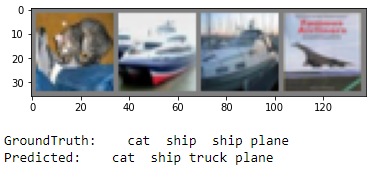 0
10
20
30
0 20 40 60 80 100 120
GroundTruth: cat ship ship plane
Predicted: cat ship truck plane